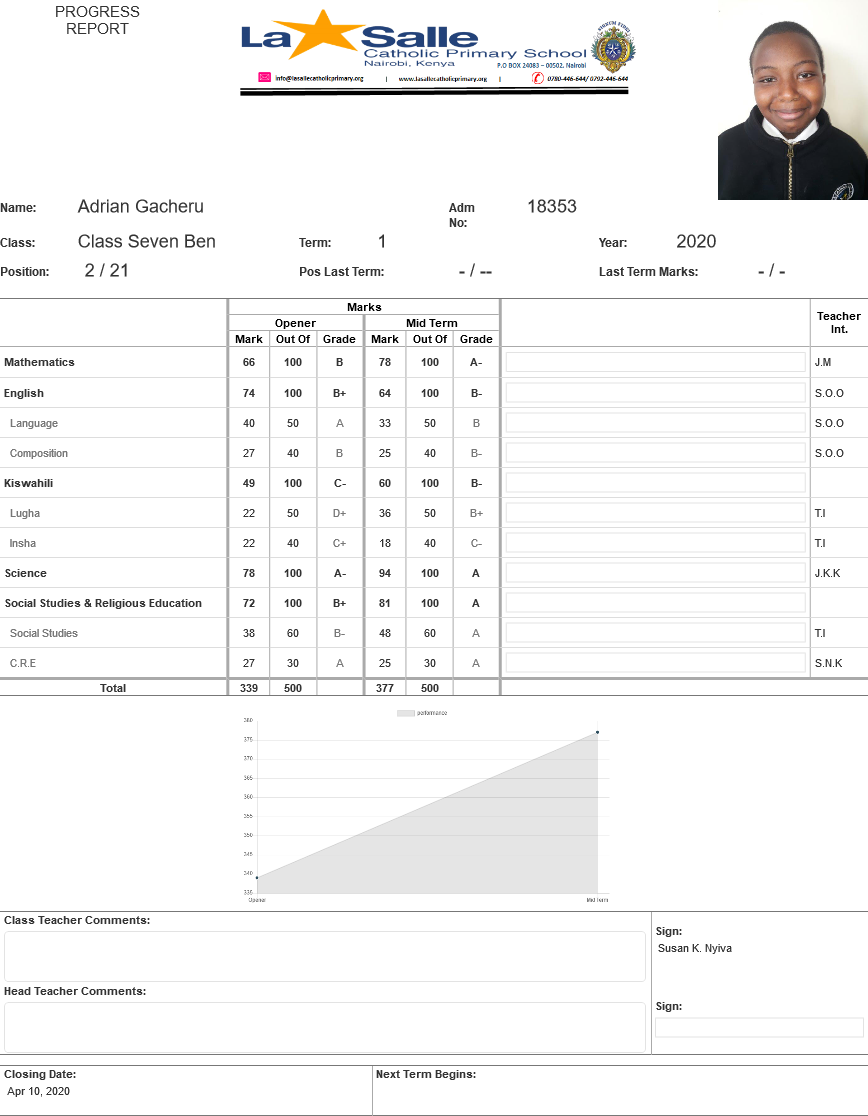 PROGRESS
REPORT
La Salle
Catholic Primary School
Nairobi, Kenya
P.O BOX 24083 – 00502, Nairobi
info@lasallecatholicprimary.org | www.lasallecatholicprimary.org | 0780-446-644/ 0792-446-644
Name: Adrian Gacheru Adm No: 18353
Class: Class Seven Ben Term: 1 Year: 2020
Position: 2 / 21 Pos Last Term: - / -- Last Term Marks: - / -
Marks
Opener Mid Term Teacher Int.
Mark Out Of Grade Mark Out Of Grade
Mathematics 66 100 B 78 100 A- J.M
English 74 100 B+ 64 100 B- S.O.O
Language 40 50 A 33 50 B S.O.O
Composition 27 40 B 25 40 B- S.O.O
Kiswahili 49 100 C- 60 100 B-
Lugha 22 50 D+ 36 50 B+ T.I
Insha 22 40 C+ 18 40 C- T.I
Science 78 100 A- 94 100 A J.K.K
Social Studies & Religious Education 72 100 B+ 81 100 A
Social Studies 38 60 B- 48 60 A T.I
C.R.E 27 30 A 25 30 A S.N.K
Total 339 500 377 500
performance
380
375
370
365
360
355
350
345
340
335
Opener Mid Term
Class Teacher Comments:
Sign:
Susan K. Nyiva
Head Teacher Comments:
Sign:
Closing Date: Next Term Begins:
Apr 10, 2020